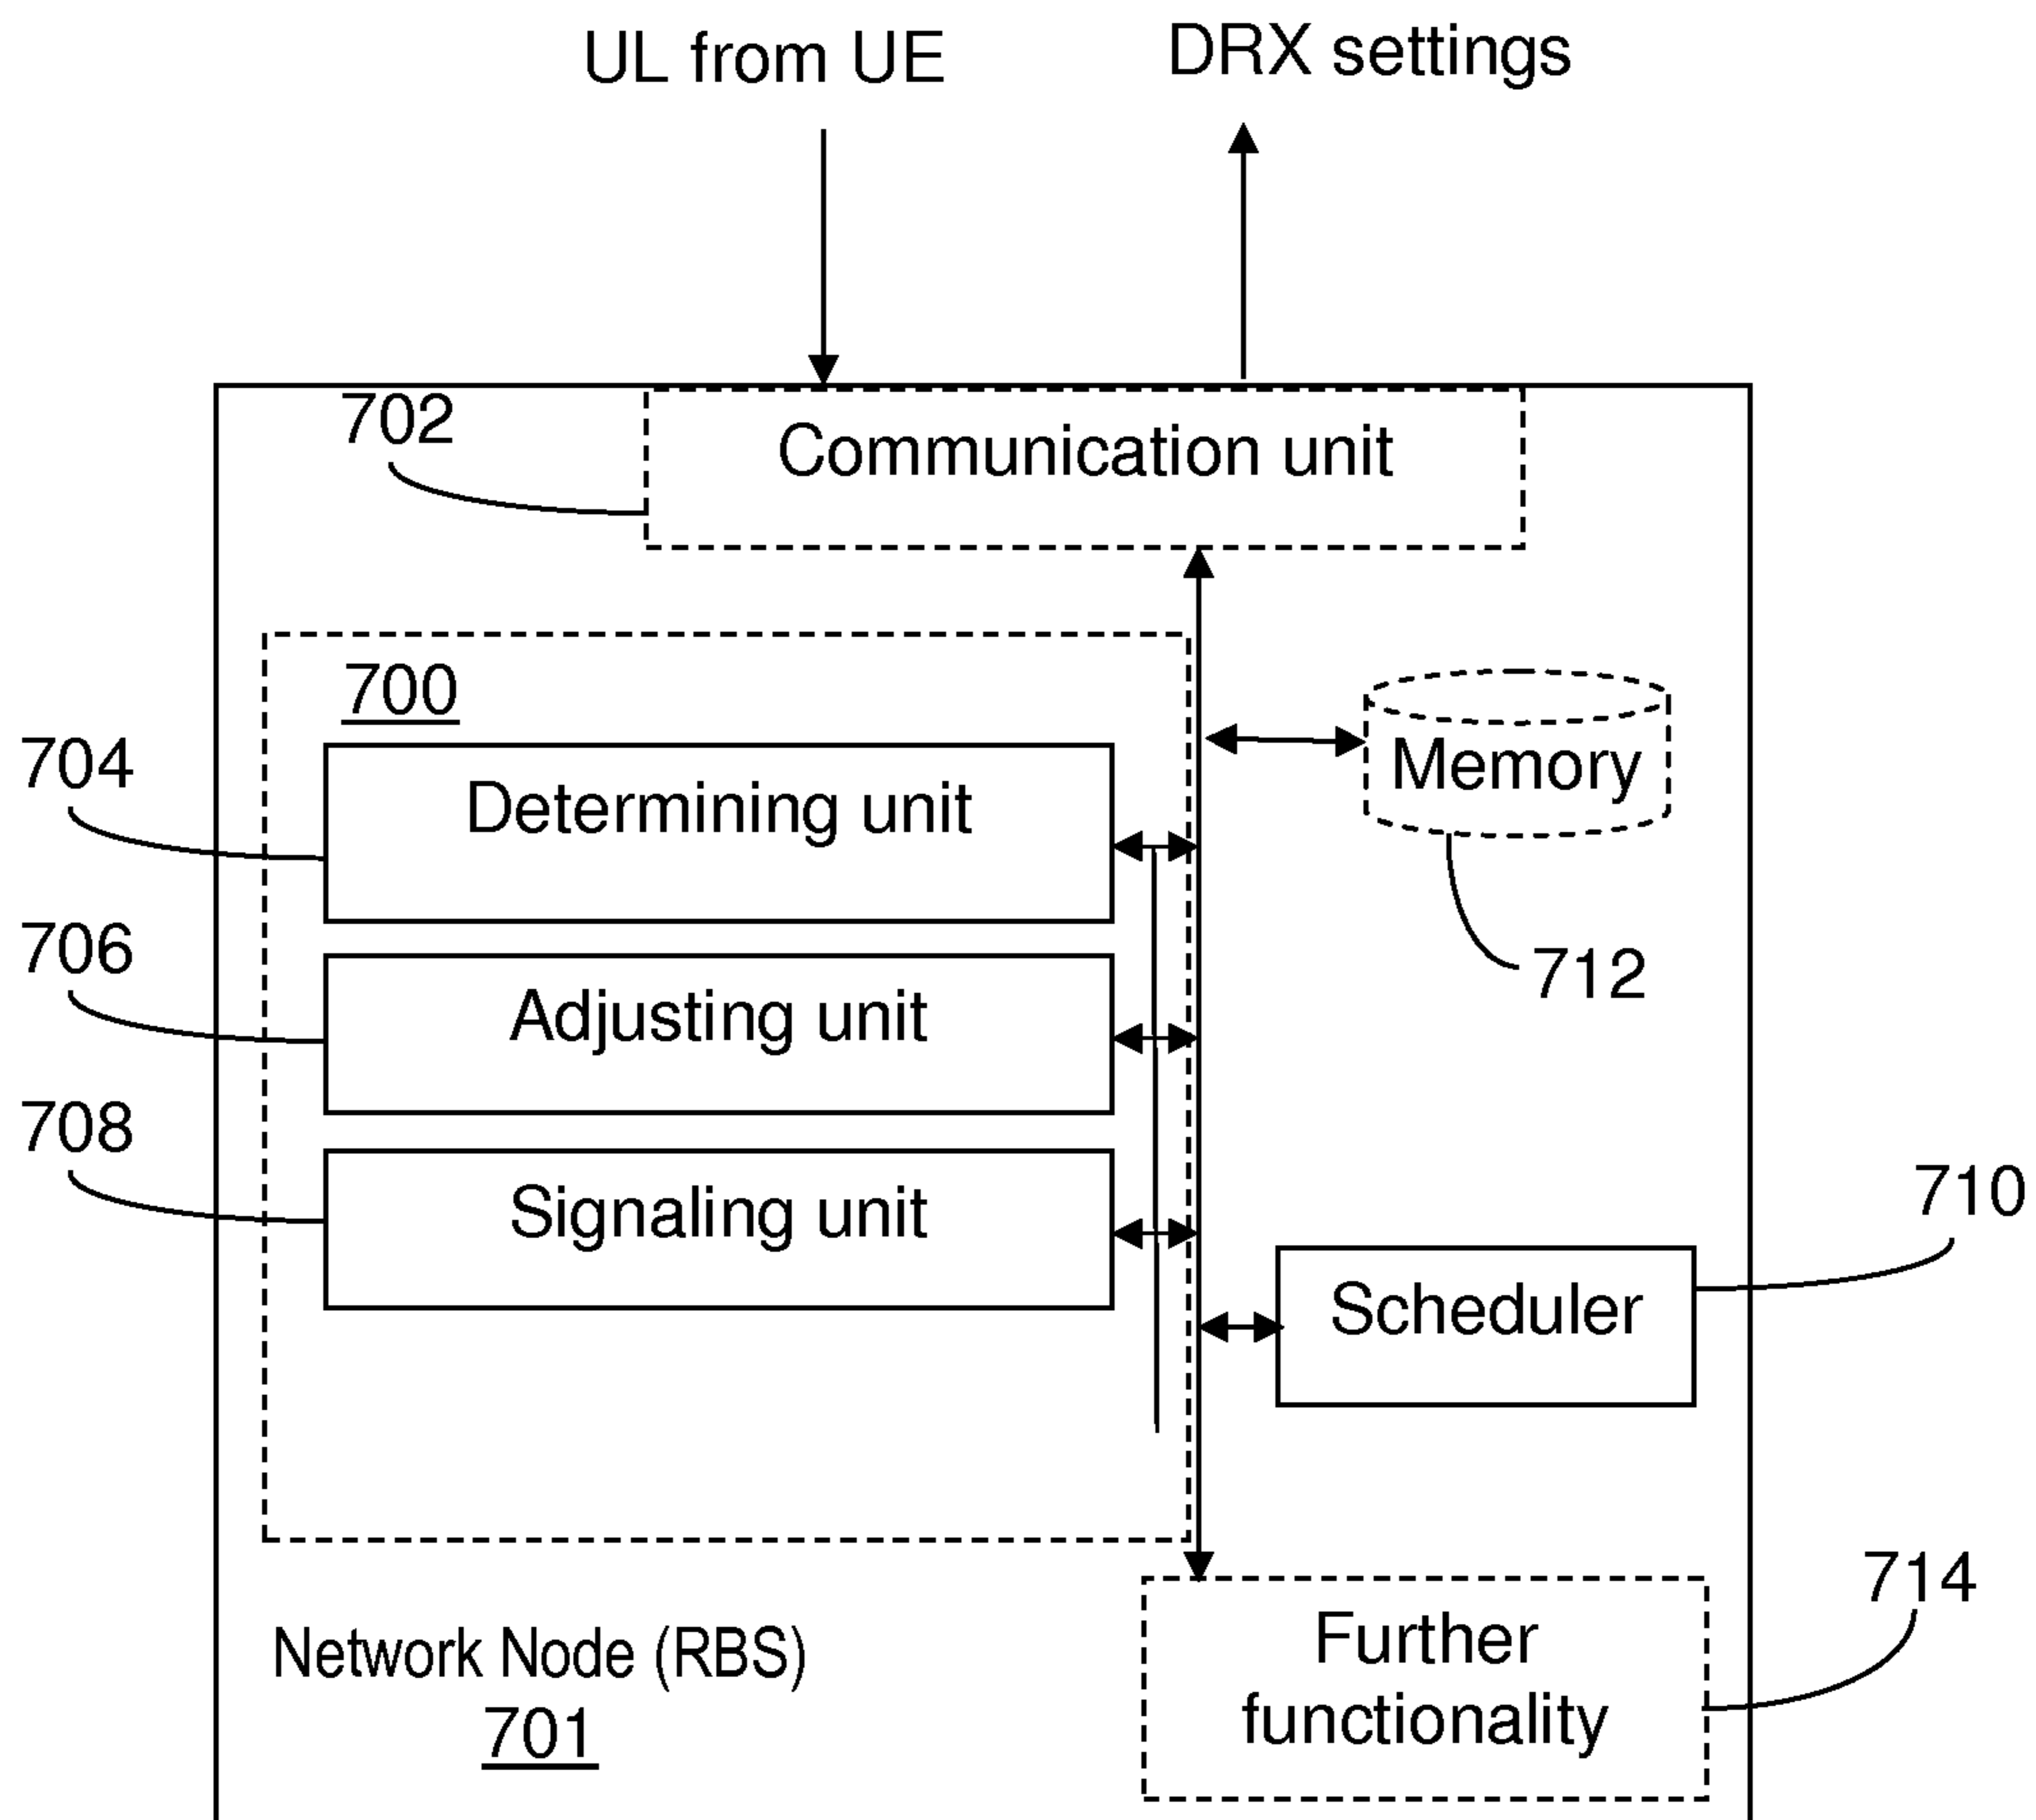 UL from UE
DRX settings
702
Communication unit
700
704
Determining unit
Memory
706
Adjusting unit
712
708
Signaling unit
710
Scheduler
714
Further
functionality
Network Node (RBS)
701